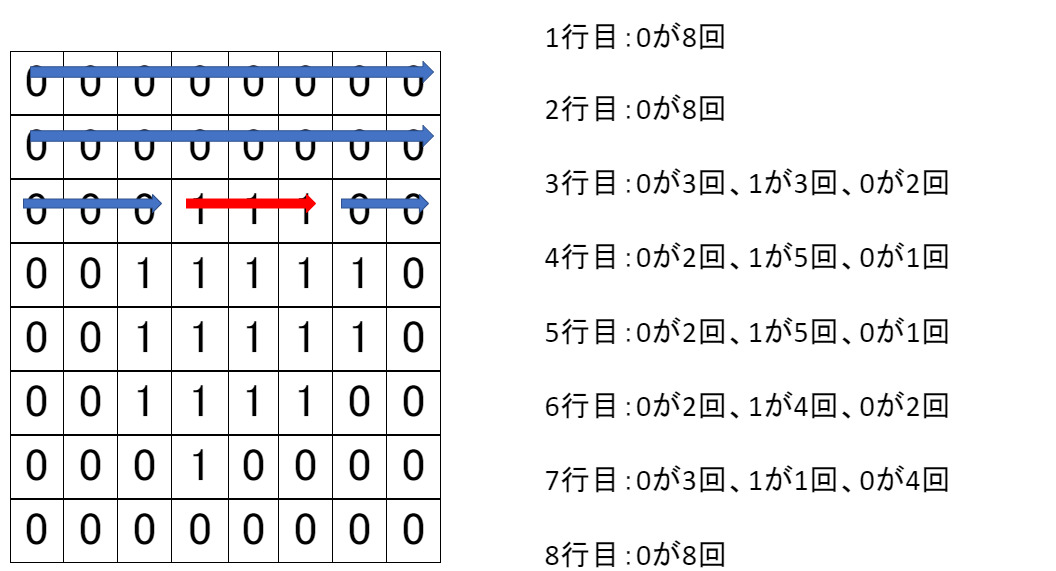 0 0 0 0 0 0 0 0
0 0 0 0 0 0 0 0
0 0 0 1 1 1 0 0
0 0 1 1 1 1 1 0
0 0 1 1 1 1 1 0
0 0 1 1 1 1 0 0
0 0 0 1 0 0 0 0
0 0 0 0 0 0 0 0
1行目:0が8回
2行目:0が8回
3行目:0が3回、1が3回、0が2回
4行目:0が2回、1が5回、0が1回
5行目:0が2回、1が5回、0が1回
6行目:0が2回、1が4回、0が2回
7行目:0が3回、1が1回、0が4回
8行目:0が8回